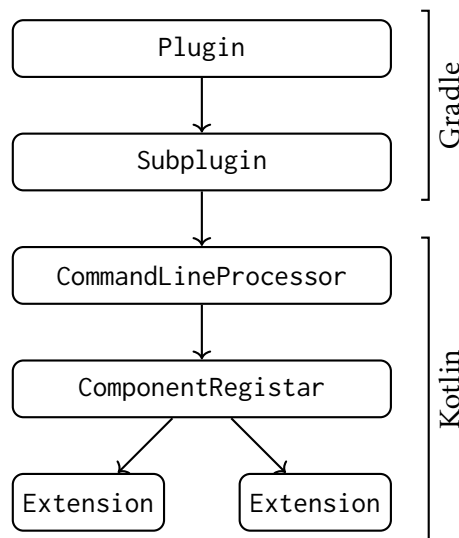 Plugin
Subplugin
Gradle
CommandLineProcessor
ComponentRegistar
Extension
Extension
Kotlin